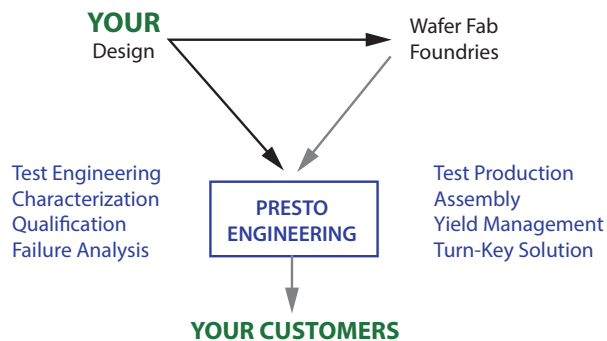 YOUR
Design
Wafer Fab
Foundries
Test Engineering
Characterization
Qualification
Failure Analysis
PRESTO
ENGINEERING
Test Production
Assembly
Yield Management
Turn-Key Solution
YOUR CUSTOMERS